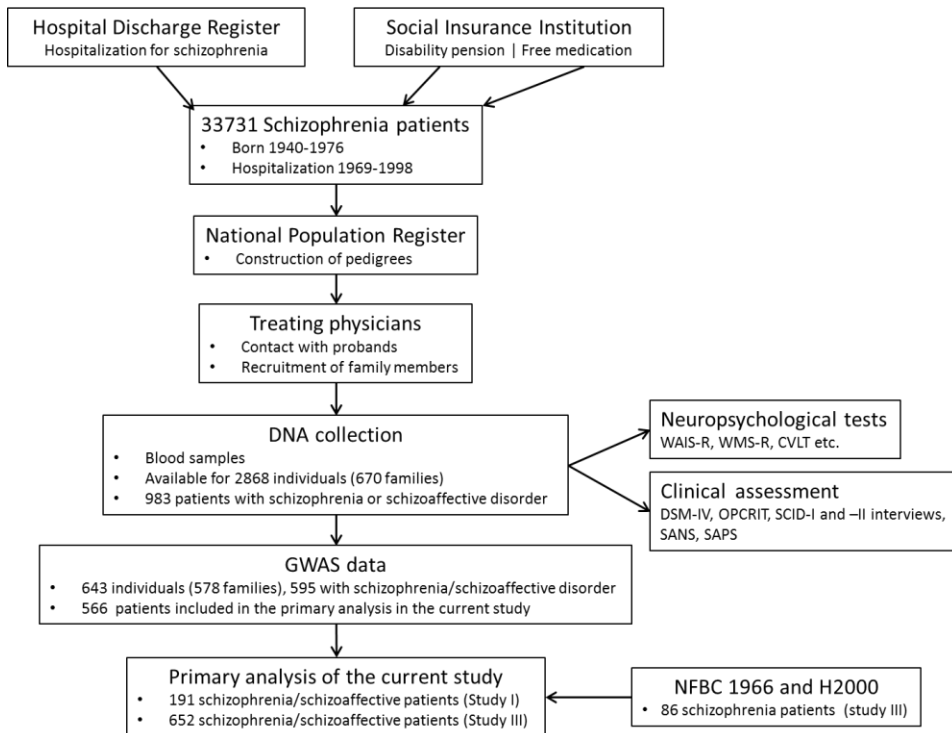 Hospital Discharge Register
Hospitalization for schizophrenia
Social Insurance Institution
Disability pension | Free medication
33731 Schizophrenia patients
• Born 1940-1976
• Hospitalization 1969-1998
National Population Register
• Construction of pedigrees
Treating physicians
• Contact with probands
• Recruitment of family members
DNA collection
• Blood samples
• Available for 2868 individuals (670 families)
• 983 patients with schizophrenia or schizoaffective disorder
Neuropsychological tests
WAIS-R, WMS-R, CVLT etc.
Clinical assessment
DSM-IV, OPCRIT, SCID-I and –II interviews,
SANS, SAPS
GWAS data
• 643 individuals (578 families), 595 with schizophrenia/schizoaffective disorder
• 566 patients included in the primary analysis in the current study
Primary analysis of the current study
• 191 schizophrenia/schizoaffective patients (Study I)
• 652 schizophrenia/schizoaffective patients (Study III)
NFBC 1966 and H2000
• 86 schizophrenia patients (study III)